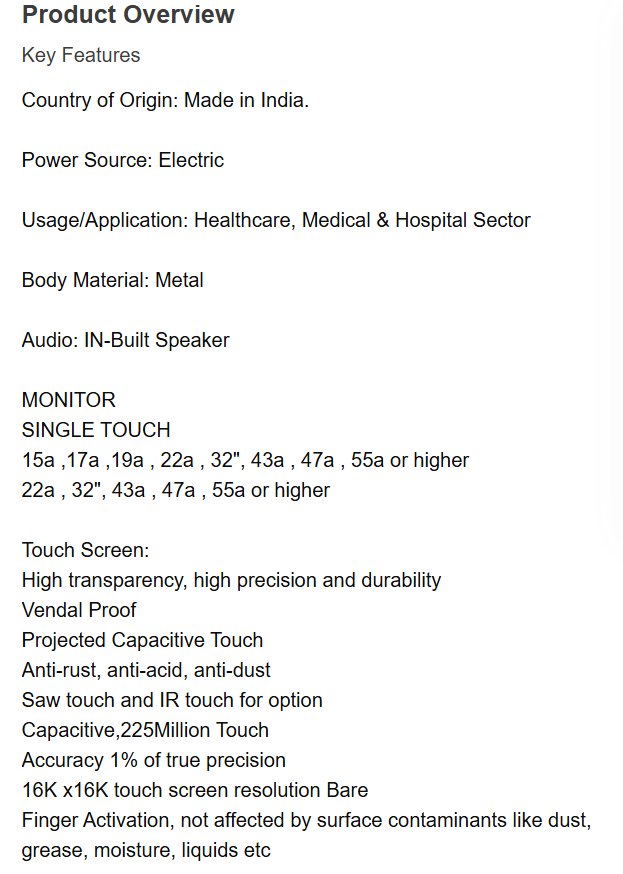 Product Overview
Key Features
Country of Origin: Made in India.
Power Source: Electric
Usage/Application: Healthcare, Medical & Hospital Sector
Body Material: Metal
Audio: IN-Built Speaker
MONITOR
SINGLE TOUCH
15a ,17a ,19a , 22a , 32", 43a , 47a , 55a or higher
22a , 32", 43a , 47a , 55a or higher
Touch Screen:
High transparency, high precision and durability
Vendal Proof
Projected Capacitive Touch
Anti-rust, anti-acid, anti-dust
Saw touch and IR touch for option
Capacitive,225Million Touch
Accuracy 1% of true precision
16K x16K touch screen resolution Bare
Finger Activation, not affected by surface contaminants like dust,
grease, moisture, liquids etc